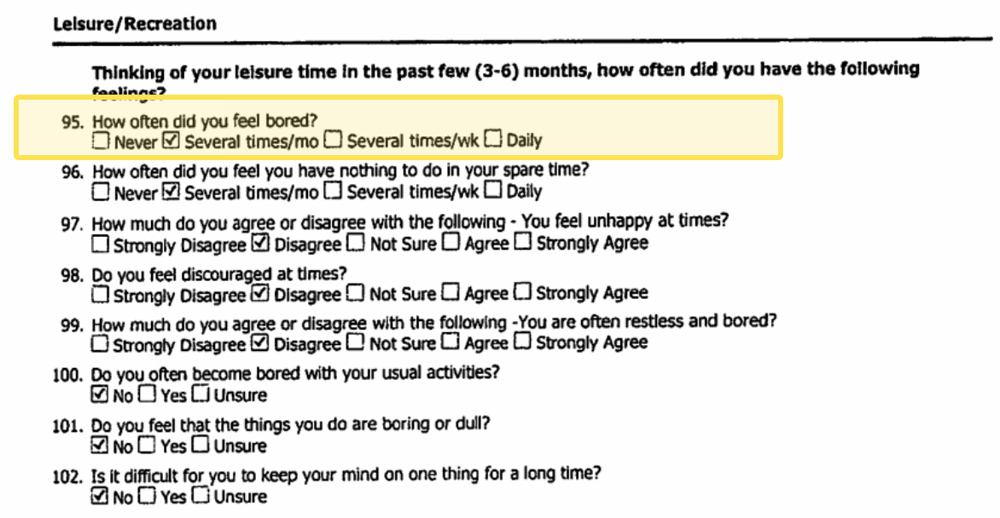 Leisure/Recreation
Thinking of your leisure time in the past few (3-6) months, how often did you have the following
feelings?
95. How often did you feel bored?
☐ Never ☑ Several times/mo ☐ Several times/wk ☐ Daily
96. How often did you feel you have nothing to do in your spare time?
☐ Never ☑ Several times/mo ☐ Several times/wk ☐ Daily
97. How much do you agree or disagree with the following - You feel unhappy at times?
☐ Strongly Disagree ☑ Disagree ☐ Not Sure ☐ Agree ☐ Strongly Agree
98. Do you feel discouraged at times?
☐ Strongly Disagree ☑ Disagree ☐ Not Sure ☐ Agree ☐ Strongly Agree
99. How much do you agree or disagree with the following -You are often restless and bored?
☐ Strongly Disagree ☑ Disagree ☐ Not Sure ☐ Agree ☐ Strongly Agree
100. Do you often become bored with your usual activities?
☑ No ☐ Yes ☐ Unsure
101. Do you feel that the things you do are boring or dull?
☑ No ☐ Yes ☐ Unsure
102. Is it difficult for you to keep your mind on one thing for a long time?
☑ No ☐ Yes ☐ Unsure